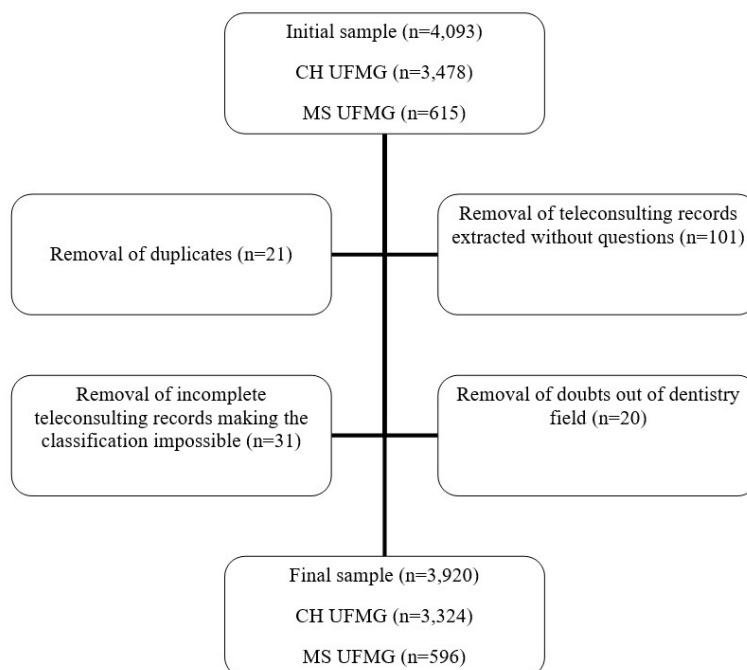 Initial sample (n=4,093)
CH UFMG (n=3,478)
MS UFMG (n=615)
Removal of duplicates (n=21)
Removal of teleconsulting records
extracted without questions (n=101)
Removal of incomplete
teleconsulting records making the
classification impossible (n=31)
Removal of doubts out of dentistry
field (n=20)
Final sample (n=3,920)
CH UFMG (n=3,324)
MS UFMG (n=596)